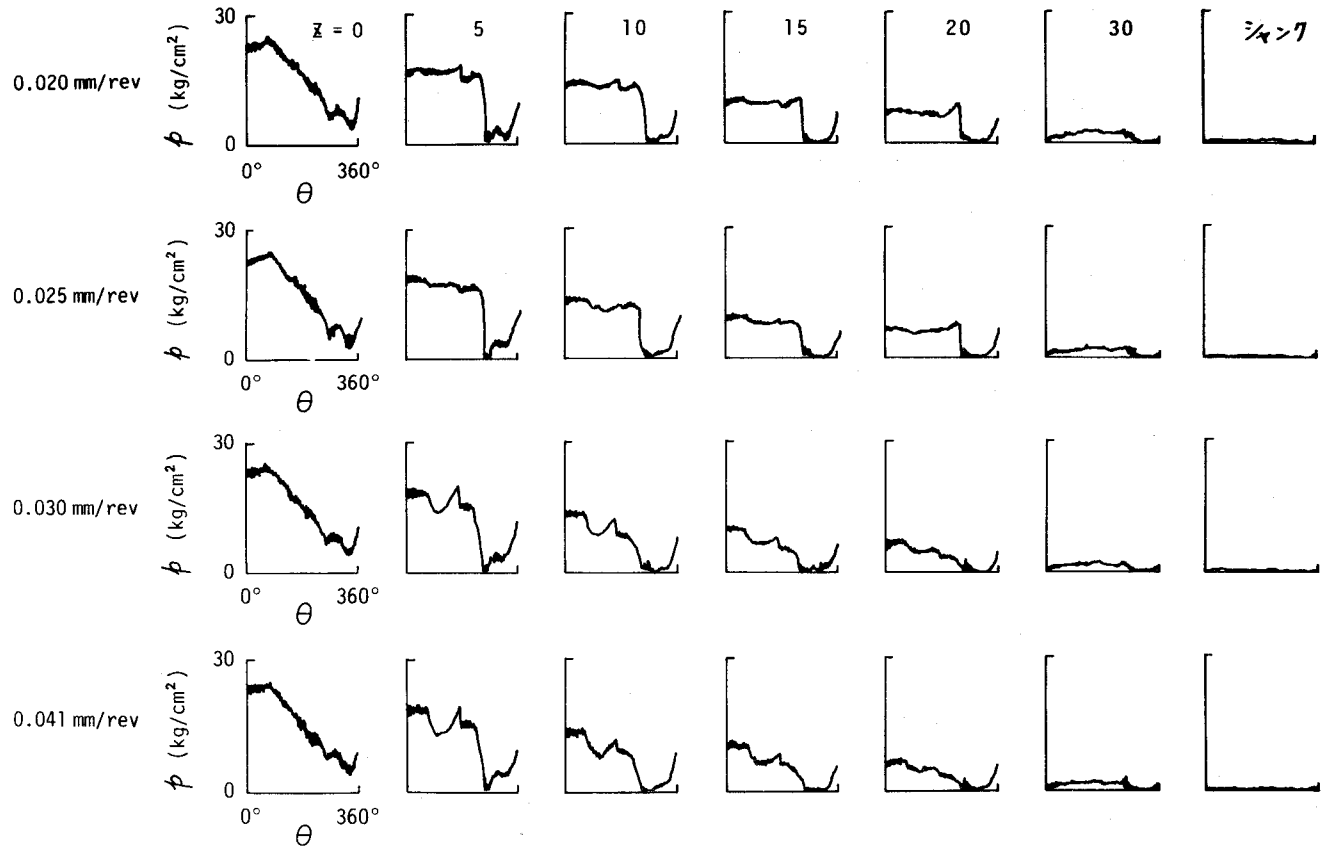 30 Z = 0 5 10 15 20 30 シャンク
0.020 mm/rev p (kg/cm²)
0
0° 360°
θ
30
0.025 mm/rev p (kg/cm²)
0
0° 360°
θ
30
0.030 mm/rev p (kg/cm²)
0
0° 360°
θ
30
0.041 mm/rev p (kg/cm²)
0
0° 360°
θ